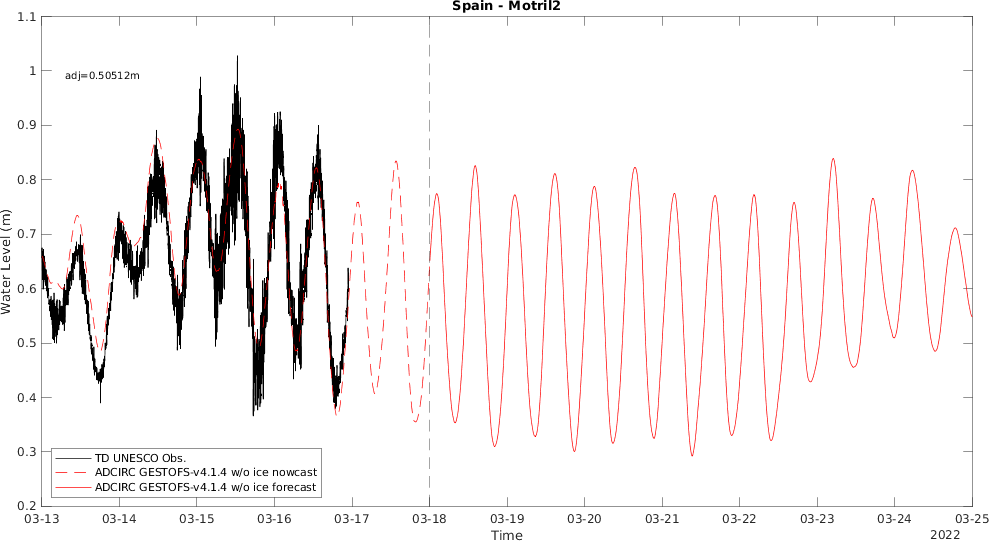 Spain - Motril2
1.1
1
0.9
0.8
0.7
0.6
0.5
0.4
0.3
0.2
Water Level (m)
adj=0.50512m
TD UNESCO Obs.
ADCIRC GESTOFS-v4.1.4 w/o ice nowcast
ADCIRC GESTOFS-v4.1.4 w/o ice forecast
03-13 03-14 03-15 03-16 03-17 03-18 03-19 03-20 03-21 03-22 03-23 03-24 03-25
Time
2022